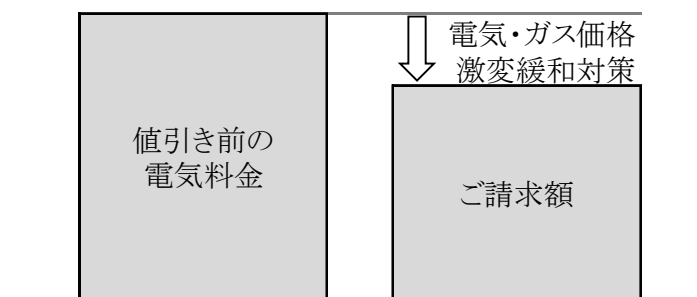 電気・ガス価格
激変緩和対策
値引き前の
電気料金
ご請求額